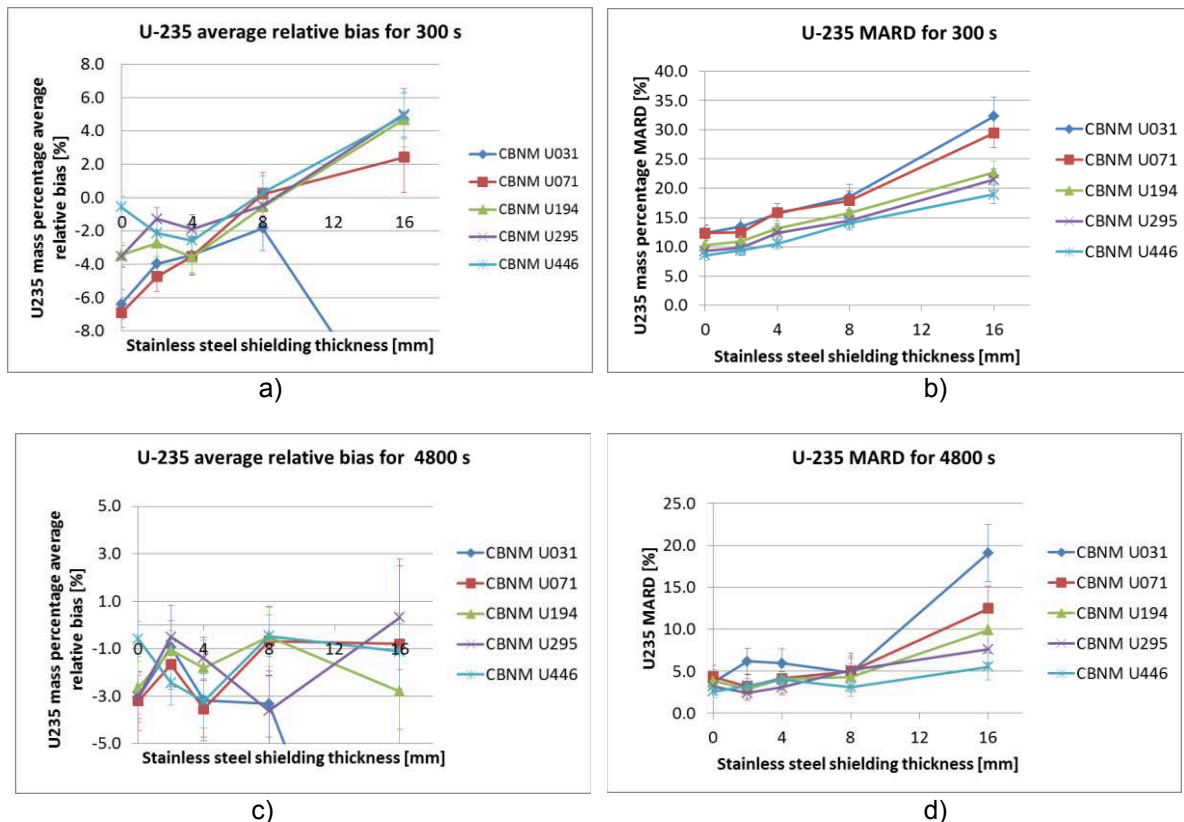 U-235 average relative bias for 300 s
U235 mass percentage average
relative bias [%]
8.0
6.0
4.0
2.0
0.0
-2.0
-4.0
-6.0
-8.0
0
4
8
12
16
Stainless steel shielding thickness [mm]
CBNM U031
CBNM U071
CBNM U194
CBNM U295
CBNM U446
a)
U-235 MARD for 300 s
U235 mass percentage MARD [%]
40.0
35.0
30.0
25.0
20.0
15.0
10.0
5.0
0.0
0
4
8
12
16
Stainless steel shielding thickness [mm]
CBNM U031
CBNM U071
CBNM U194
CBNM U295
CBNM U446
b)
U-235 average relative bias for 4800 s
U235 mass percentage average
relative bias [%]
5.0
3.0
1.0
-1.0
-3.0
-5.0
0
4
8
12
16
Stainless steel shielding thickness [mm]
CBNM U031
CBNM U071
CBNM U194
CBNM U295
CBNM U446
c)
U-235 MARD for 4800 s
U235 MARD [%]
25.0
20.0
15.0
10.0
5.0
0.0
0
4
8
12
16
Stainless steel shielding thickness [mm]
CBNM U031
CBNM U071
CBNM U194
CBNM U295
CBNM U446
d)